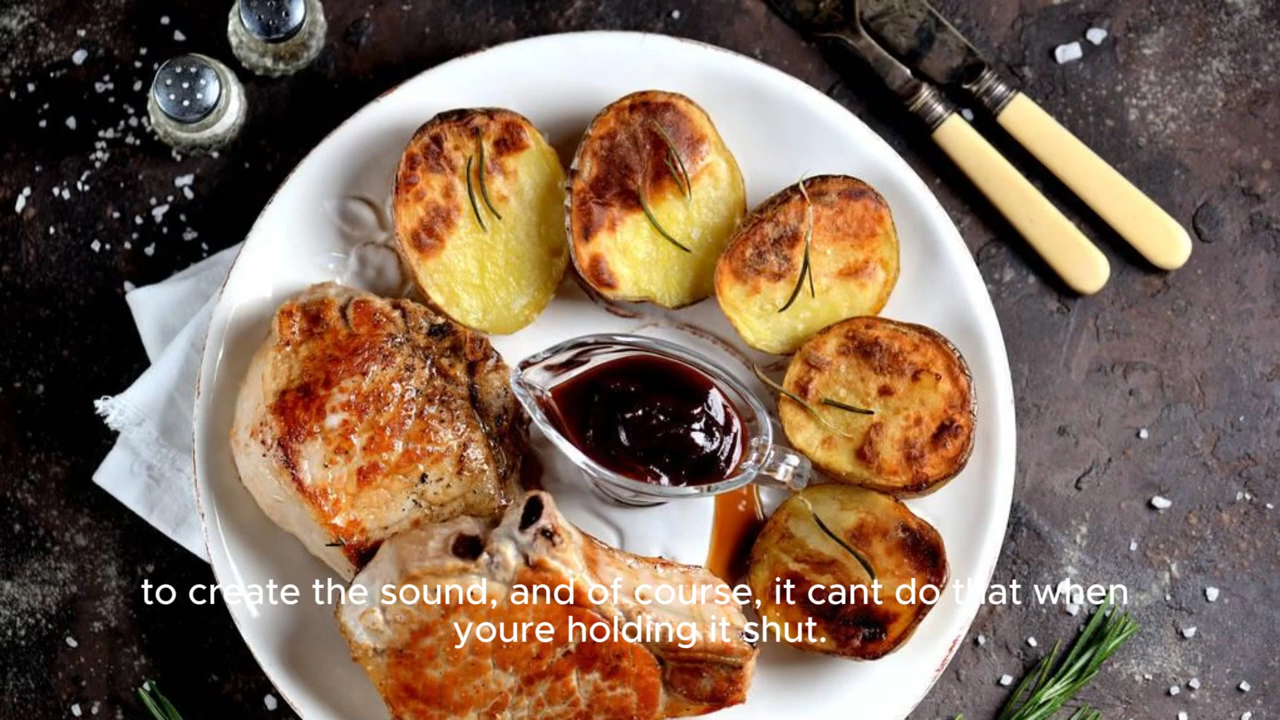 to create the sound, and of course, it cant do that when
youre holding it shut.